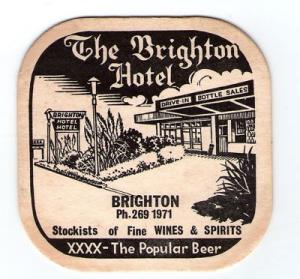 The Brighton
Hotel
DRIVE-IN BOTTLE SALES
BRIGHTON
HOTEL
HOTEL
BRIGHTON
Ph. 269 1971
Stockists of Fine WINES & SPIRITS
XXXX - The Popular Beer